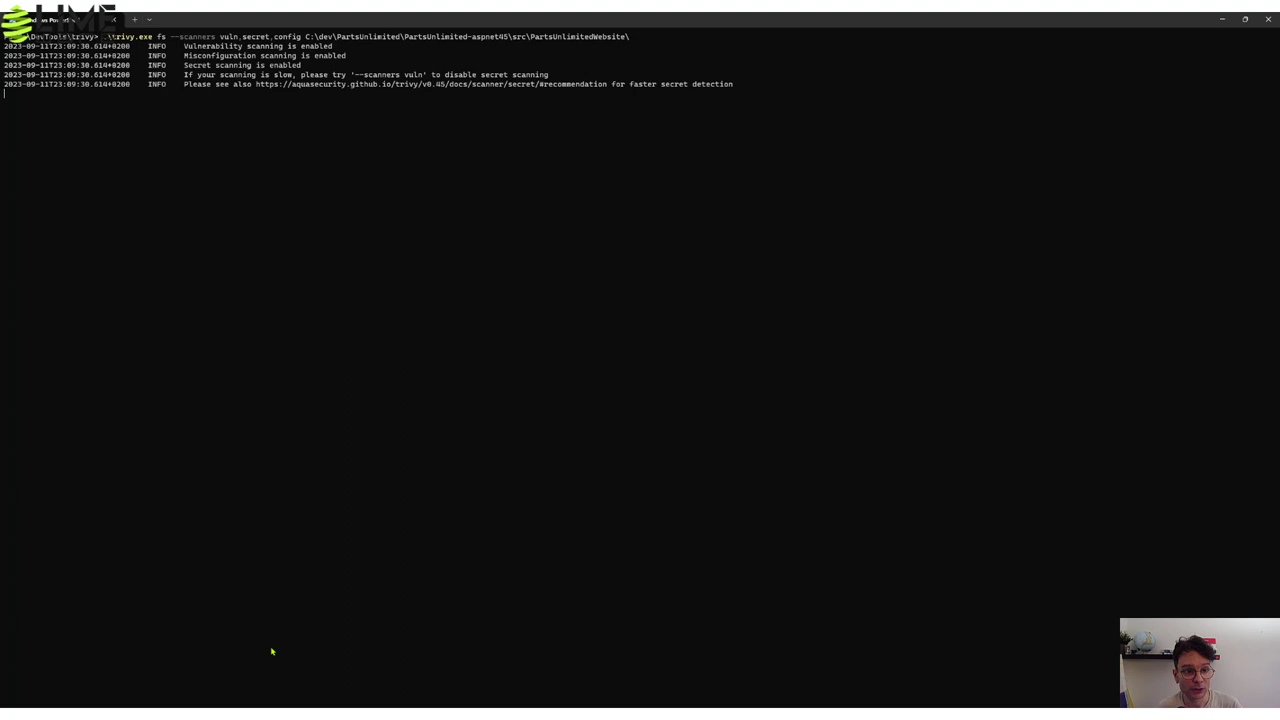 LIME
\DevTools\trivy> .\trivy.exe fs --scanners vuln,secret,config C:\dev\PartsUnlimited\PartsUnlimited-aspnet45\src\PartsUnlimitedWebsite\
2023-09-11T23:09:30.614+0200 INFO Vulnerability scanning is enabled
2023-09-11T23:09:30.614+0200 INFO Misconfiguration scanning is enabled
2023-09-11T23:09:30.614+0200 INFO Secret scanning is enabled
2023-09-11T23:09:30.614+0200 INFO If your scanning is slow, please try '--scanners vuln' to disable secret scanning
2023-09-11T23:09:30.614+0200 INFO Please see also https://aquasecurity.github.io/trivy/v0.45/docs/scanner/secret/#recommendation for faster secret detection